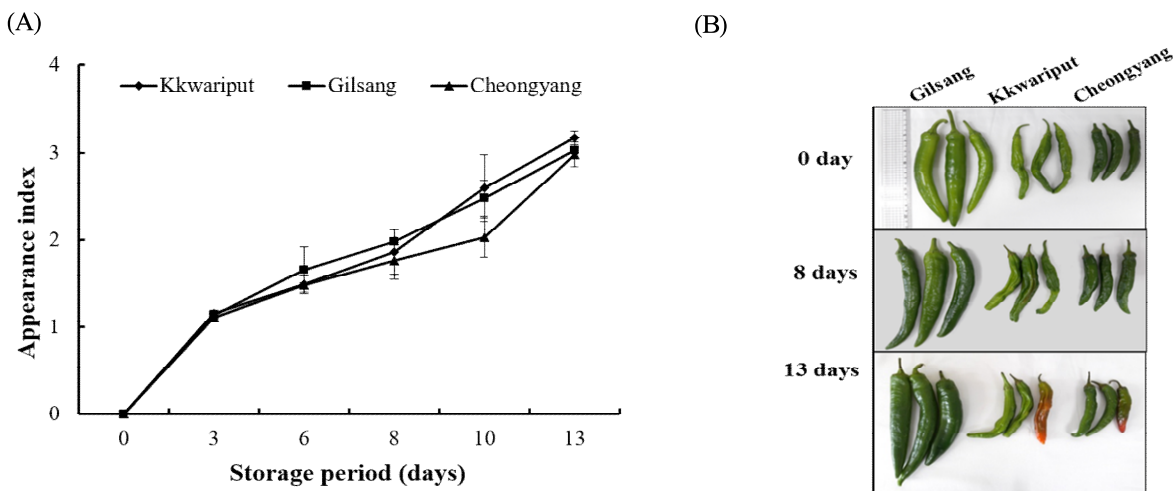 (A)
Appearance index
4
3
2
1
0
Kkwariput Gilsang Cheongyang
0 3 6 8 10 13
Storage period (days)
(B)
Gilsang Kkwariput Cheongyang
0 day
8 days
13 days